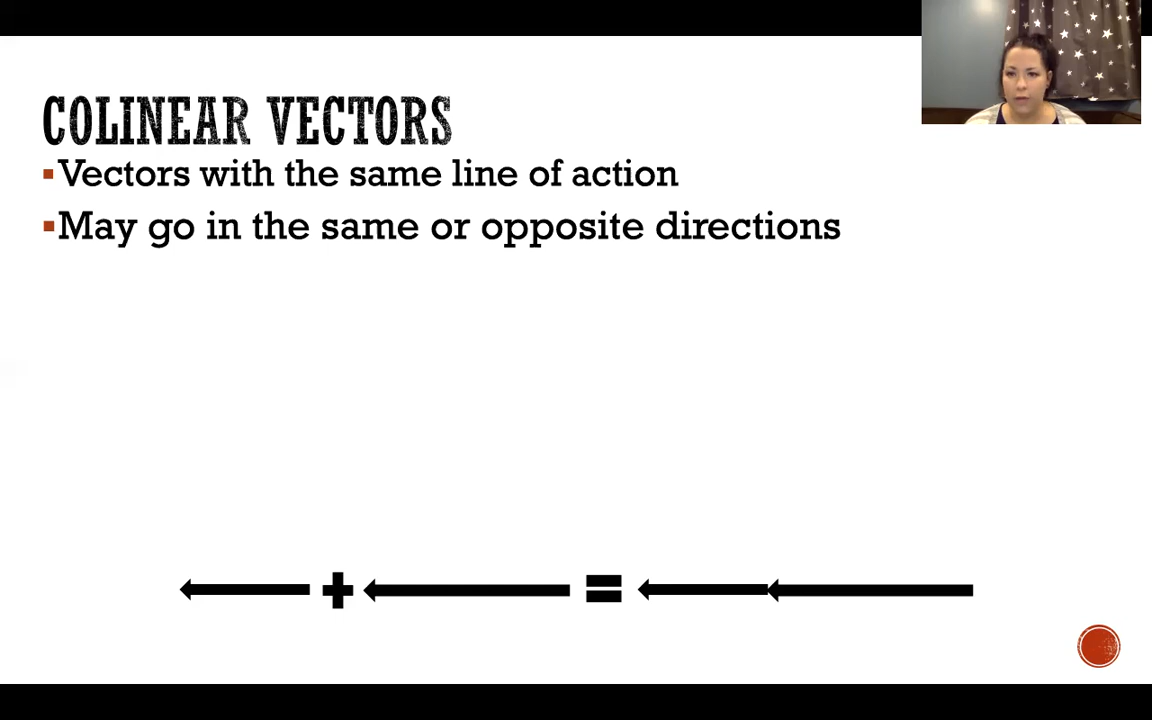 COLINEAR VECTORS
▪Vectors with the same line of action
▪May go in the same or opposite directions
+ =